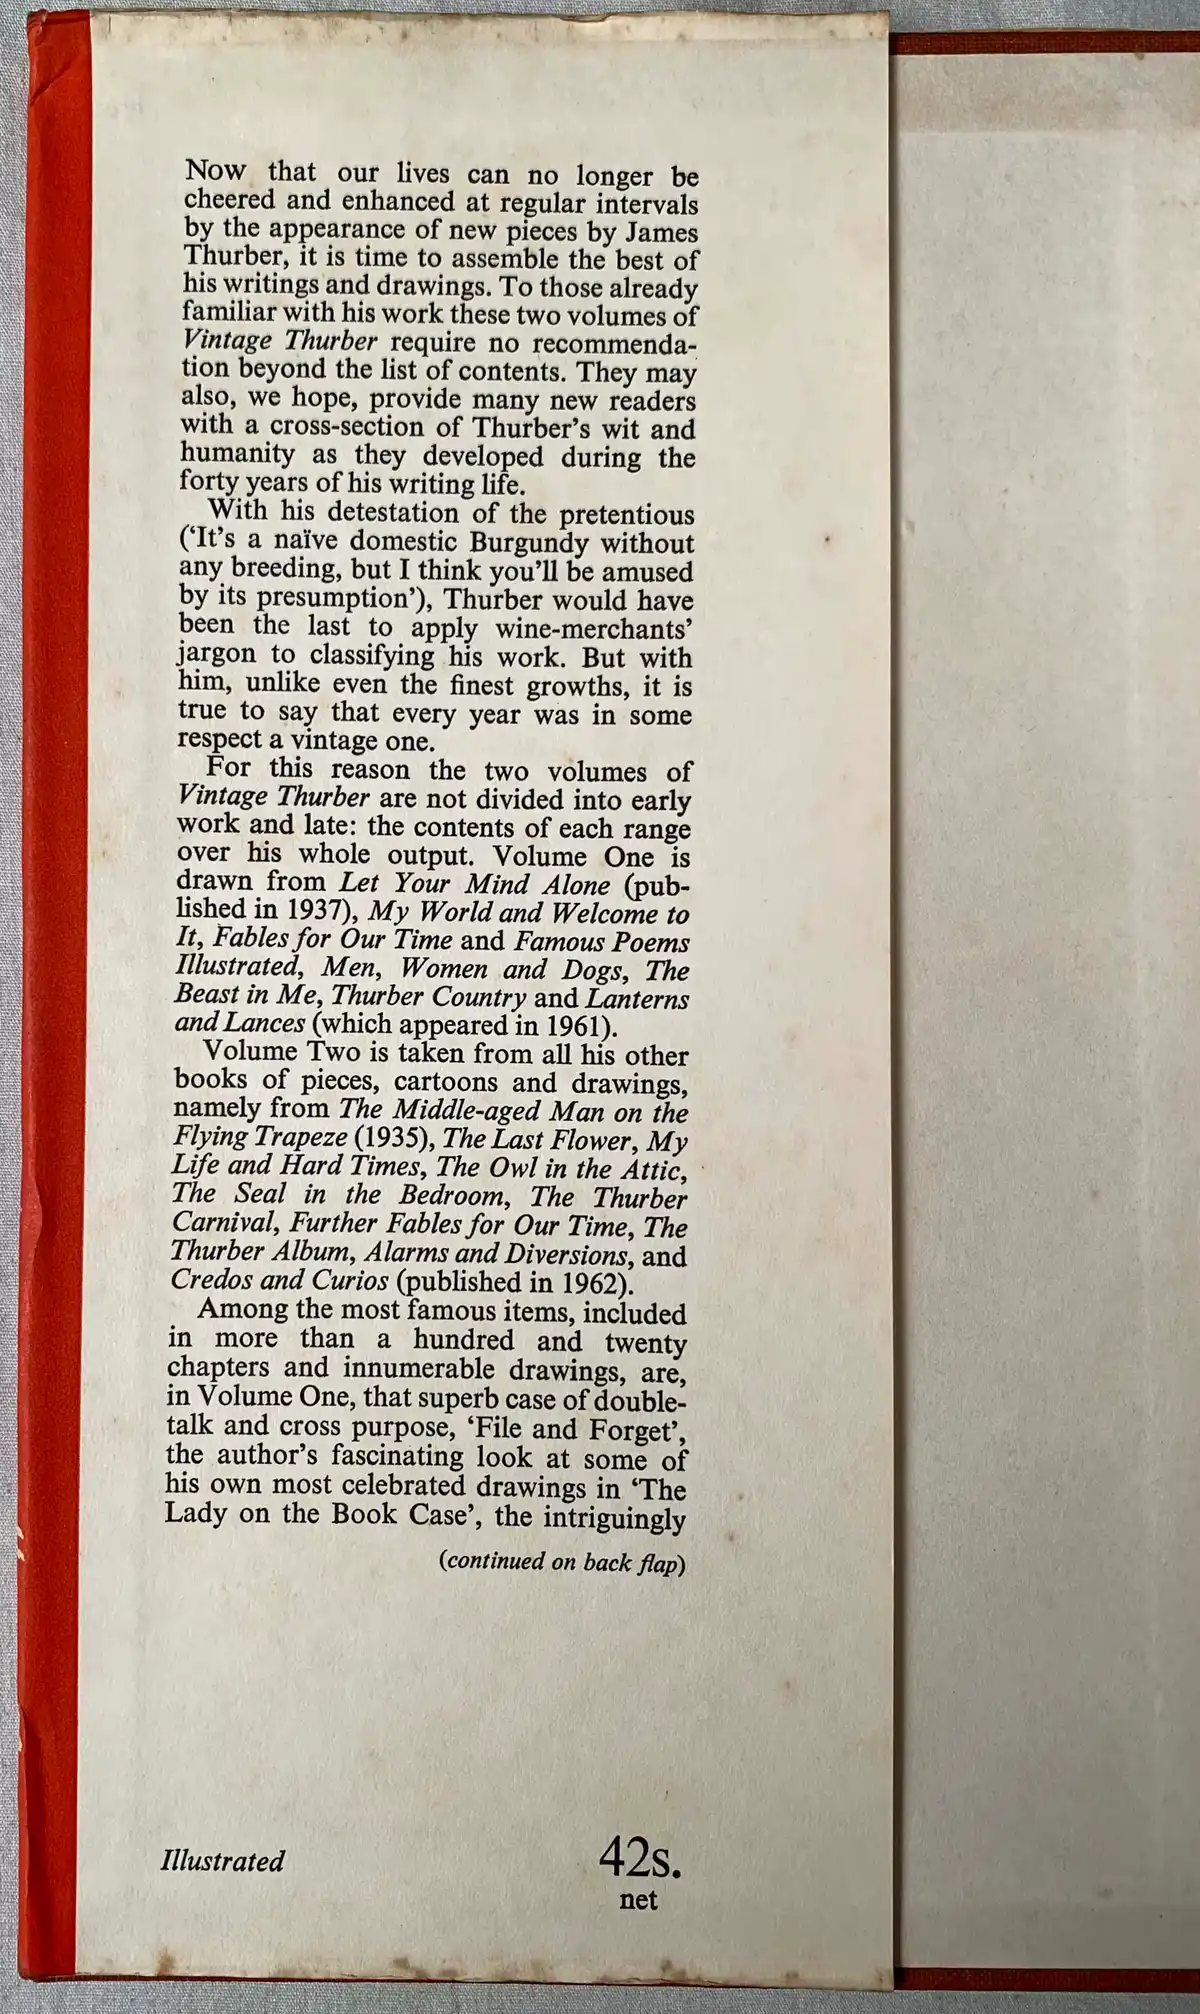 Now that our lives can no longer be
cheered and enhanced at regular intervals
by the appearance of new pieces by James
Thurber, it is time to assemble the best of
his writings and drawings. To those already
familiar with his work these two volumes of
Vintage Thurber require no recommenda-
tion beyond the list of contents. They may
also, we hope, provide many new readers
with a cross-section of Thurber’s wit and
humanity as they developed during the
forty years of his writing life.
With his detestation of the pretentious
(‘It’s a naïve domestic Burgundy without
any breeding, but I think you’ll be amused
by its presumption’), Thurber would have
been the last to apply wine-merchants’
jargon to classifying his work. But with
him, unlike even the finest growths, it is
true to say that every year was in some
respect a vintage one.
For this reason the two volumes of
Vintage Thurber are not divided into early
work and late: the contents of each range
over his whole output. Volume One is
drawn from Let Your Mind Alone (pub-
lished in 1937), My World and Welcome to
It, Fables for Our Time and Famous Poems
Illustrated, Men, Women and Dogs, The
Beast in Me, Thurber Country and Lanterns
and Lances (which appeared in 1961).
Volume Two is taken from all his other
books of pieces, cartoons and drawings,
namely from The Middle-aged Man on the
Flying Trapeze (1935), The Last Flower, My
Life and Hard Times, The Owl in the Attic,
The Seal in the Bedroom, The Thurber
Carnival, Further Fables for Our Time, The
Thurber Album, Alarms and Diversions, and
Credos and Curios (published in 1962).
Among the most famous items, included
in more than a hundred and twenty
chapters and innumerable drawings, are,
in Volume One, that superb case of double-
talk and cross purpose, ‘File and Forget’,
the author’s fascinating look at some of
his own most celebrated drawings in ‘The
Lady on the Book Case’, the intriguingly
(continued on back flap)
Illustrated
42s.
net